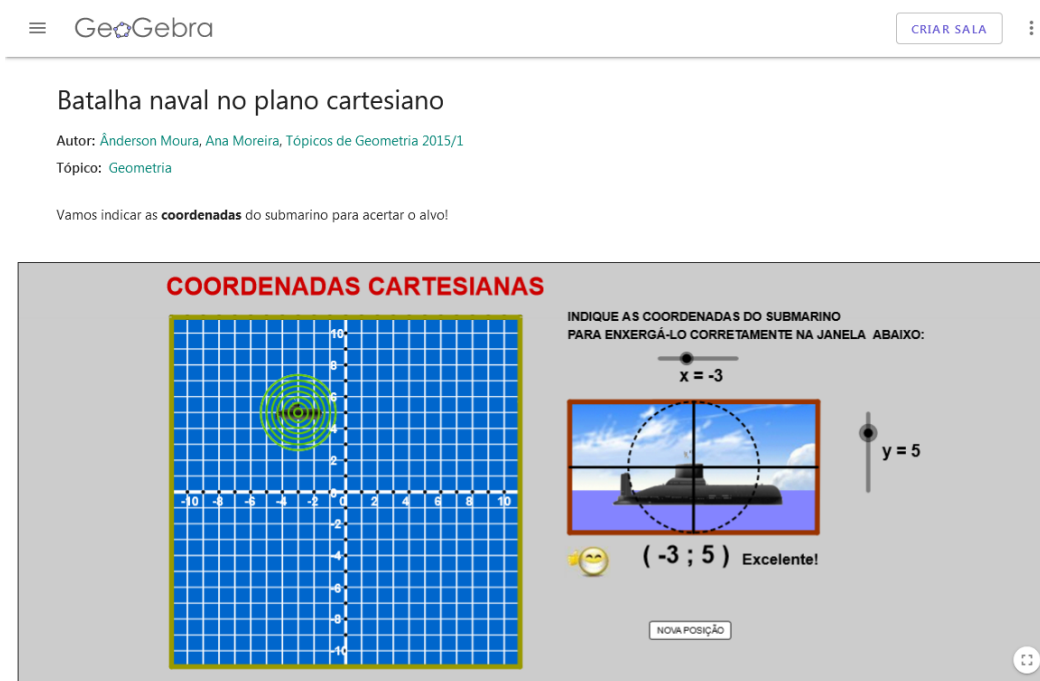 GeoGebra
CRIAR SALA
Batalha naval no plano cartesiano
Autor: Ânderson Moura, Ana Moreira, Tópicos de Geometria 2015/1
Tópico: Geometria
Vamos indicar as coordenadas do submarino para acertar o alvo!
COORDENADAS CARTESIANAS
INDIQUE AS COORDENADAS DO SUBMARINO
PARA ENXERGÁ-LO CORRETAMENTE NA JANELA ABAIXO:
x = -3
y = 5
10
8
6
4
2
0
-10 -8 -6 -4 -2 0 2 4 6 8 10
-2
-4
-6
-8
-10
( -3 ; 5 ) Excelente!
NOVA POSIÇÃO